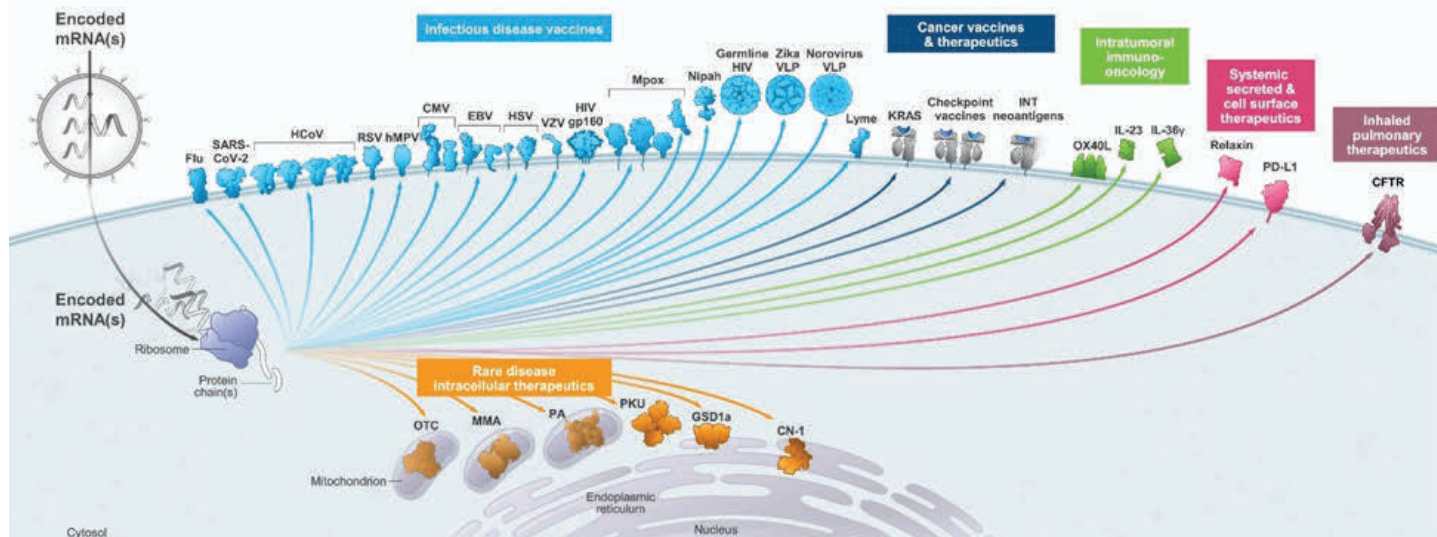 Encoded
mRNA(s)
Infectious disease vaccines
Cancer vaccines
& therapeutics
Intratumoral
immuno-
oncology
Systemic
secreted &
cell surface
therapeutics
Inhaled
pulmonary
therapeutics
Flu
SARS-
CoV-2
HCoV
RSV
hMPV
CMV
EBV
HSV
VZV
HIV
gp160
Mpox
Nipah
Germline
HIV
Zika
VLP
Norovirus
VLP
Lyme
KRAS
Checkpoint
vaccines
INT
neoantigens
OX40L
IL-23
IL-36γ
Relaxin
PD-L1
CFTR
Encoded
mRNA(s)
Ribosome
Protein
chain(s)
Rare disease
intracellular therapeutics
OTC
MMA
PA
PKU
GSD1a
CN-1
Mitochondrion
Endoplasmic
reticulum
Nucleus
Cytosol